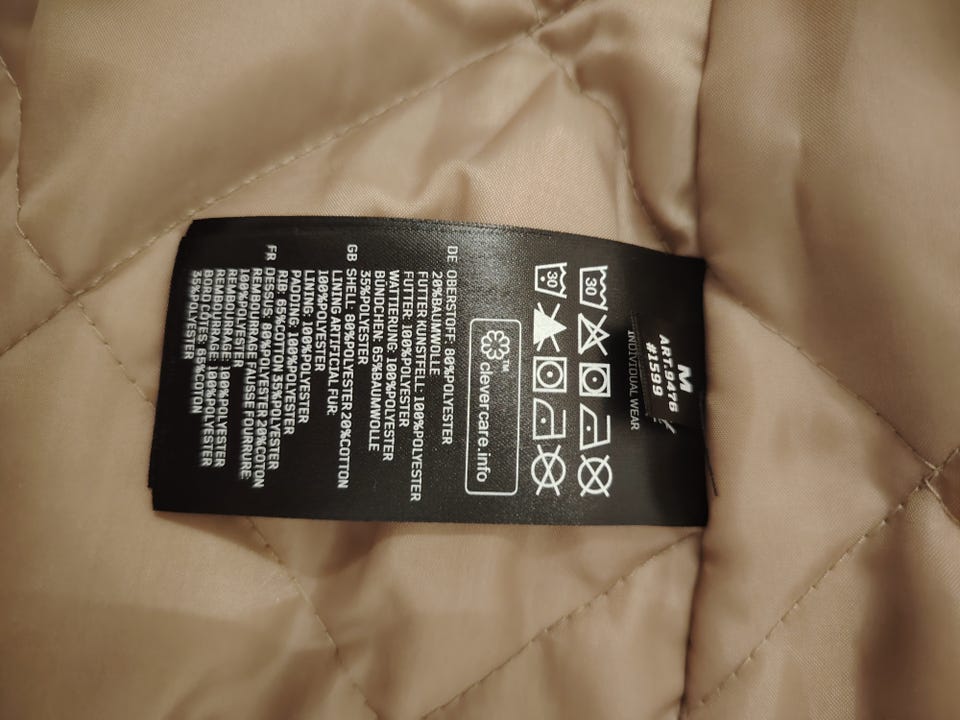 M
ART.9476
#1599
INDIVIDUAL WEAR
30
30
clevercare.info™
DE OBERSTOFF: 80%POLYESTER
20%BAUMWOLLE
FUTTER KUNSTFELL: 100%POLYESTER
FUTTER: 100%POLYESTER
WATTIERUNG: 100%POLYESTER
BÜNDCHEN: 65%BAUMWOLLE
35%POLYESTER
GB SHELL: 80%POLYESTER 20%COTTON
LINING ARTIFICIAL FUR:
100%POLYESTER
LINING: 100%POLYESTER
PADDING: 100%POLYESTER
RIB 65%COTTON 35%POLYESTER
FR DESSUS: 80%POLYESTER 20%COTON
REMBOURRAGE FAUSSE FOURRURE:
100%POLYESTER
REMBOURRAGE: 100%POLYESTER
REMBOURRAGE: 100%POLYESTER
BORD CÔTES: 65%COTON
35%POLYESTER